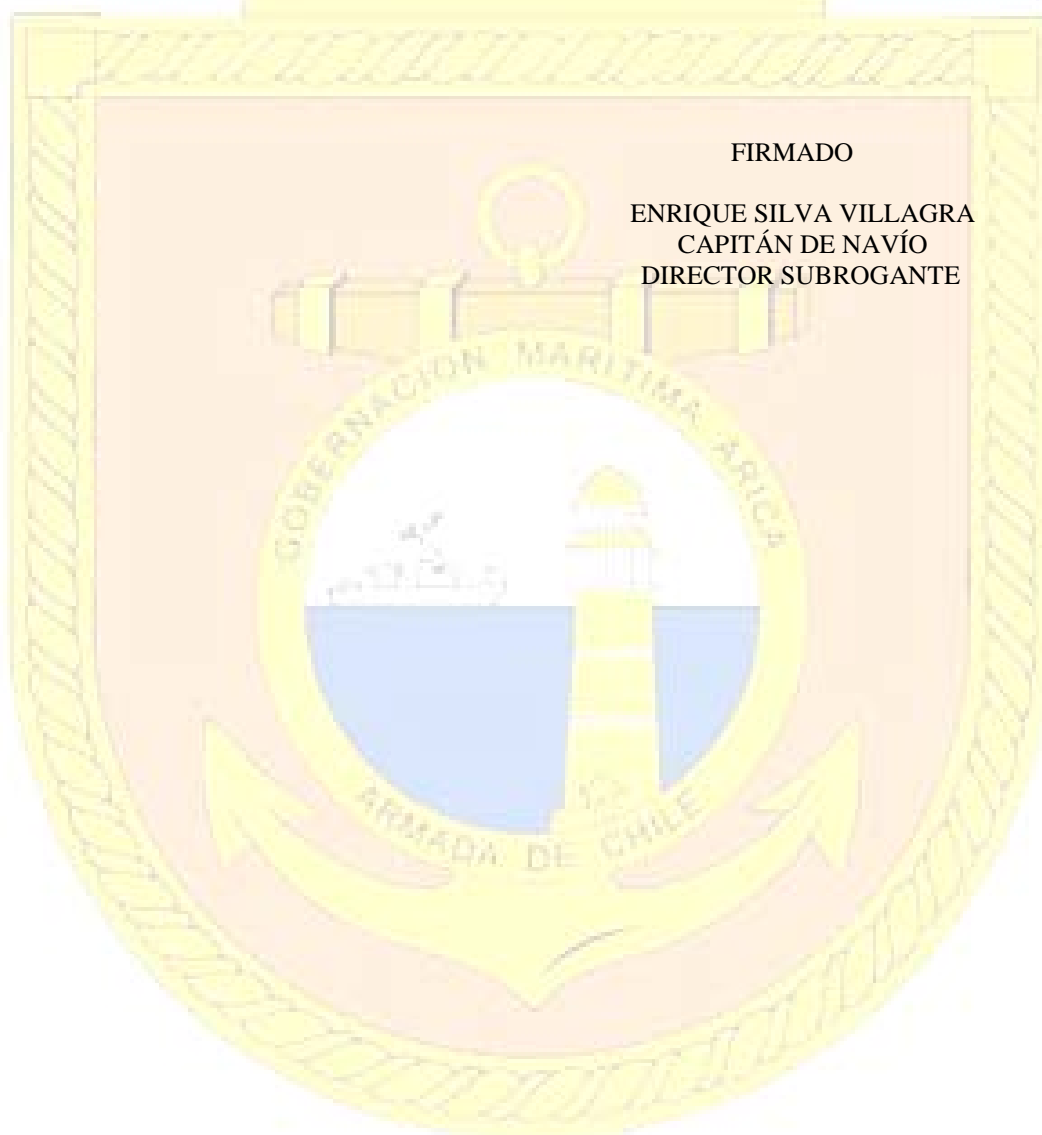 FIRMADO
ENRIQUE SILVA VILLAGRA
CAPITÁN DE NAVÍO
DIRECTOR SUBROGANTE
GOBERNACION MARITIMA ARICA
ARMADA DE CHILE